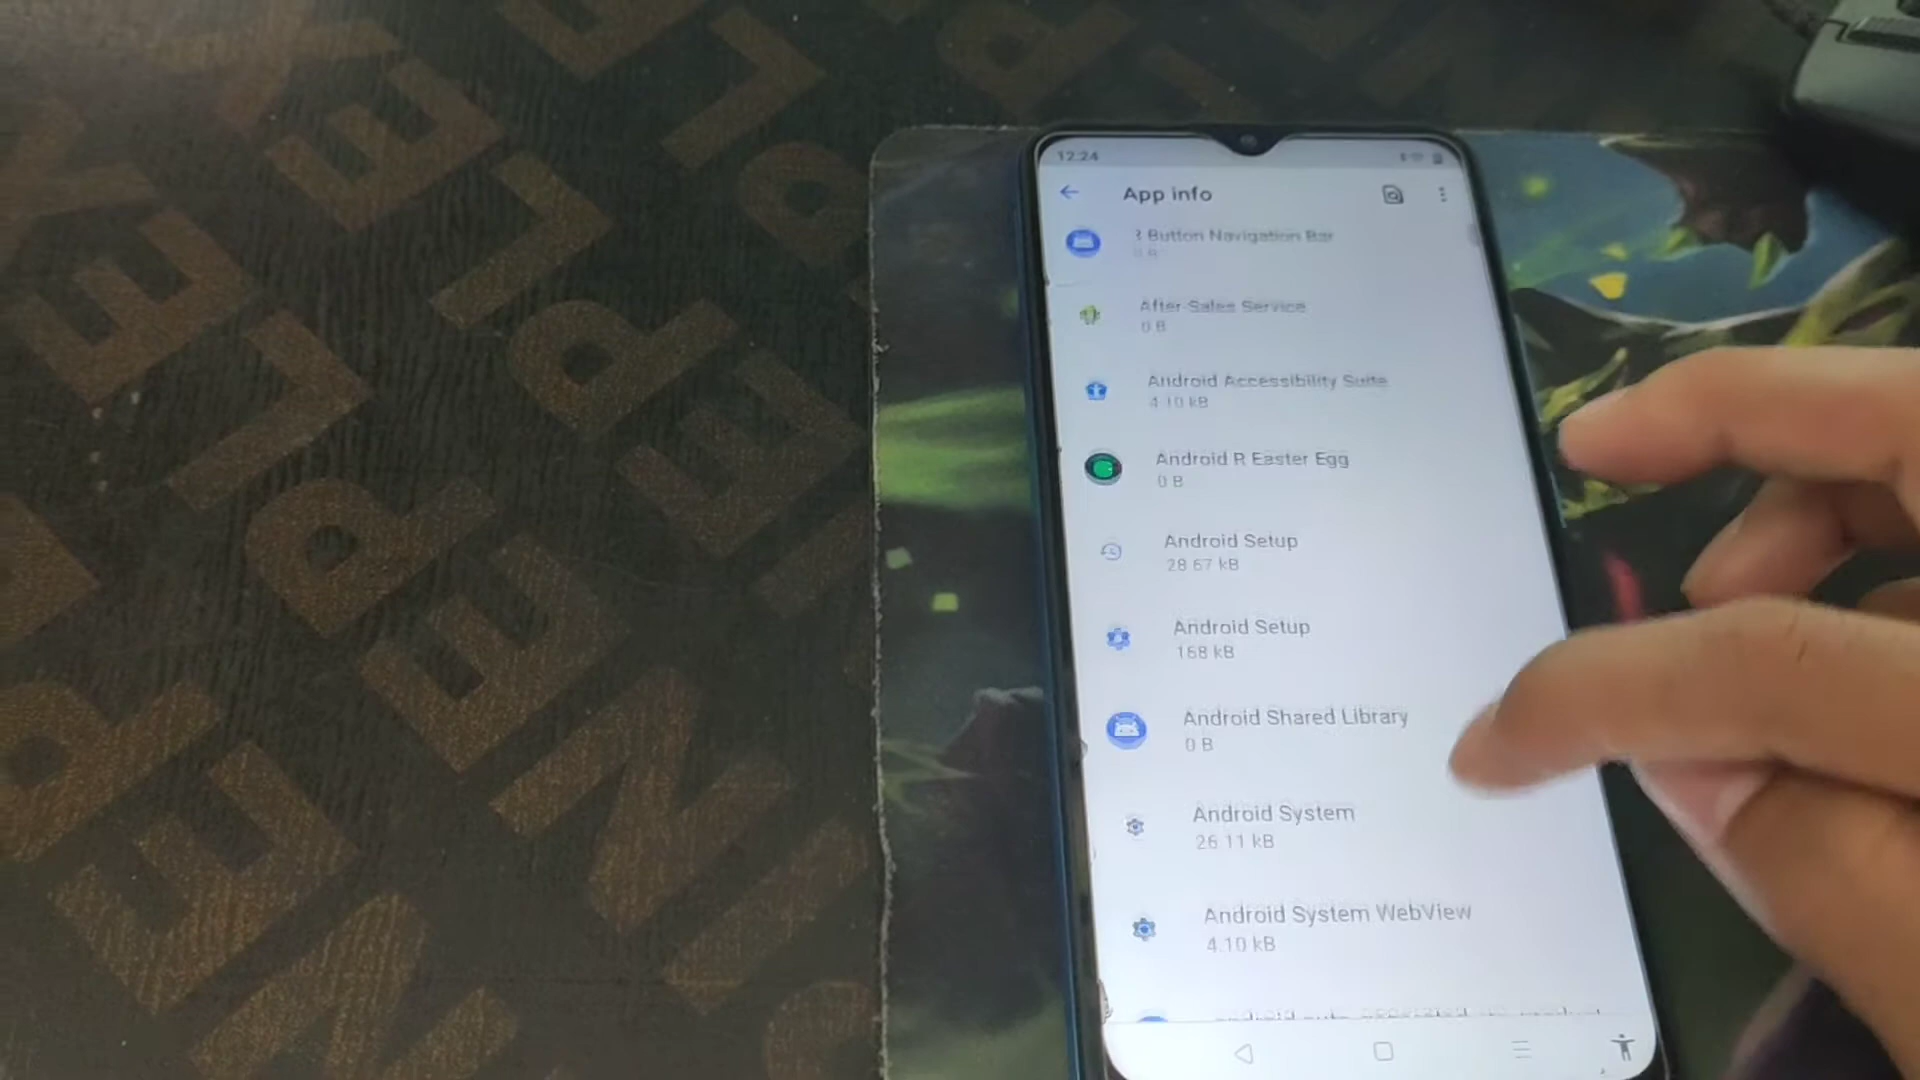 12:24
App info
Button Navigation Bar
0 B
After-Sales Service
0 B
Android Accessibility Suite
4.10 kB
Android R Easter Egg
0 B
Android Setup
28.67 kB
Android Setup
168 kB
Android Shared Library
0 B
Android System
26.11 kB
Android System WebView
4.10 kB